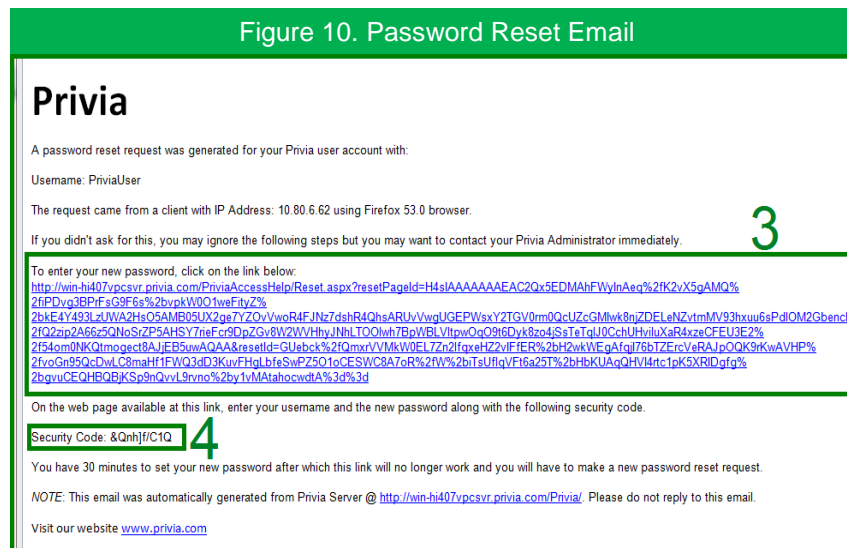 Figure 10. Password Reset Email
Privia
A password reset request was generated for your Privia user account with:
Username: PriviaUser
The request came from a client with IP Address: 10.80.6.62 using Firefox 53.0 browser.
3
If you didn't ask for this, you may ignore the following steps but you may want to contact your Privia Administrator immediately.
To enter your new password, click on the link below:
http://win-hi407vpcsvr.privia.com/PriviaAccessHelp/Reset.aspx?resetPageId=H4sIAAAAAAAEAC2Qx5EDMAhFWyInAeq%2fK2vX5gAMQ%
2fiPDvg3BPrFsG9F6s%2bvpkW0O1weFityZ%
2bkE4Y493LzUWA2HsO5AMB05UX2ge7YZOvVwoR4FJNz7dshR4QhsARUvVwgUGEPWsxY2TGV0rm0QcUZcGMlwk8njZDELeNZvtmMV93hxuu6sPdlOM2Gbencl
2fQ2zip2A66z5QNoSrZP5AHSY7rieFcr9DpZGv8W2WVHhyJNhLTOOlwh7BpWBLVltpwOqO9t6Dyk8zo4jSsTeTqlJ0CchUHviluXaR4xzeCFEU3E2%
2f54om0NKQtmogect8AJjEB5uwAQAA&resetId=GUebck%2fQmxrVVMkW0EL7Zn2IfqxeHZ2vIFfER%2bH2wkWEgAfqjI76bTZErcVeRAJpOQK9rKwAVHP%
2fvoGn95QcDwLC8maHf1FWQ3dD3KuvFHgLbfeSwPZ5O1oCESWC8A7oR%2fW%2biTsUflqVFt6a25T%2bHbKUAqQHVl4rtc1pK5XRlDgfg%
2bgvuCEQHBQBjKSp9nQvvL9rvno%2by1vMAtahocwdtA%3d%3d
On the web page available at this link, enter your username and the new password along with the following security code.
Security Code: &Qnh]f/C1Q
4
You have 30 minutes to set your new password after which this link will no longer work and you will have to make a new password reset request.
NOTE: This email was automatically generated from Privia Server @ http://win-hi407vpcsvr.privia.com/Privia/. Please do not reply to this email.
Visit our website www.privia.com